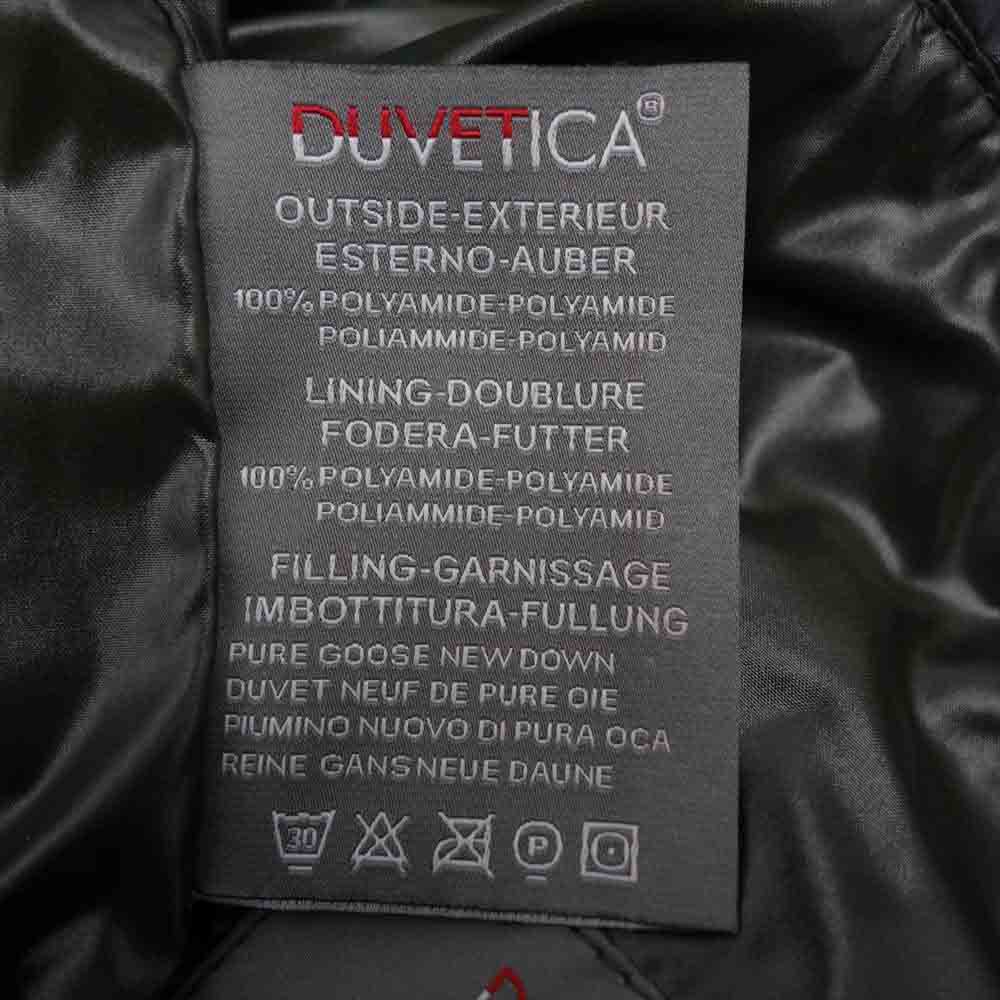 DUVETICA®
OUTSIDE-EXTERIEUR
ESTERNO-AUBER
100% POLYAMIDE-POLYAMIDE
POLIAMMIDE-POLYAMID
LINING-DOUBLURE
FODERA-FUTTER
100% POLYAMIDE-POLYAMIDE
POLIAMMIDE-POLYAMID
FILLING-GARNISSAGE
IMBOTTITURA-FULLUNG
PURE GOOSE NEW DOWN
DUVET NEUF DE PURE OIE
PIUMINO NUOVO DI PURA OCA
REINE GANSNEUE DAUNE
30 P